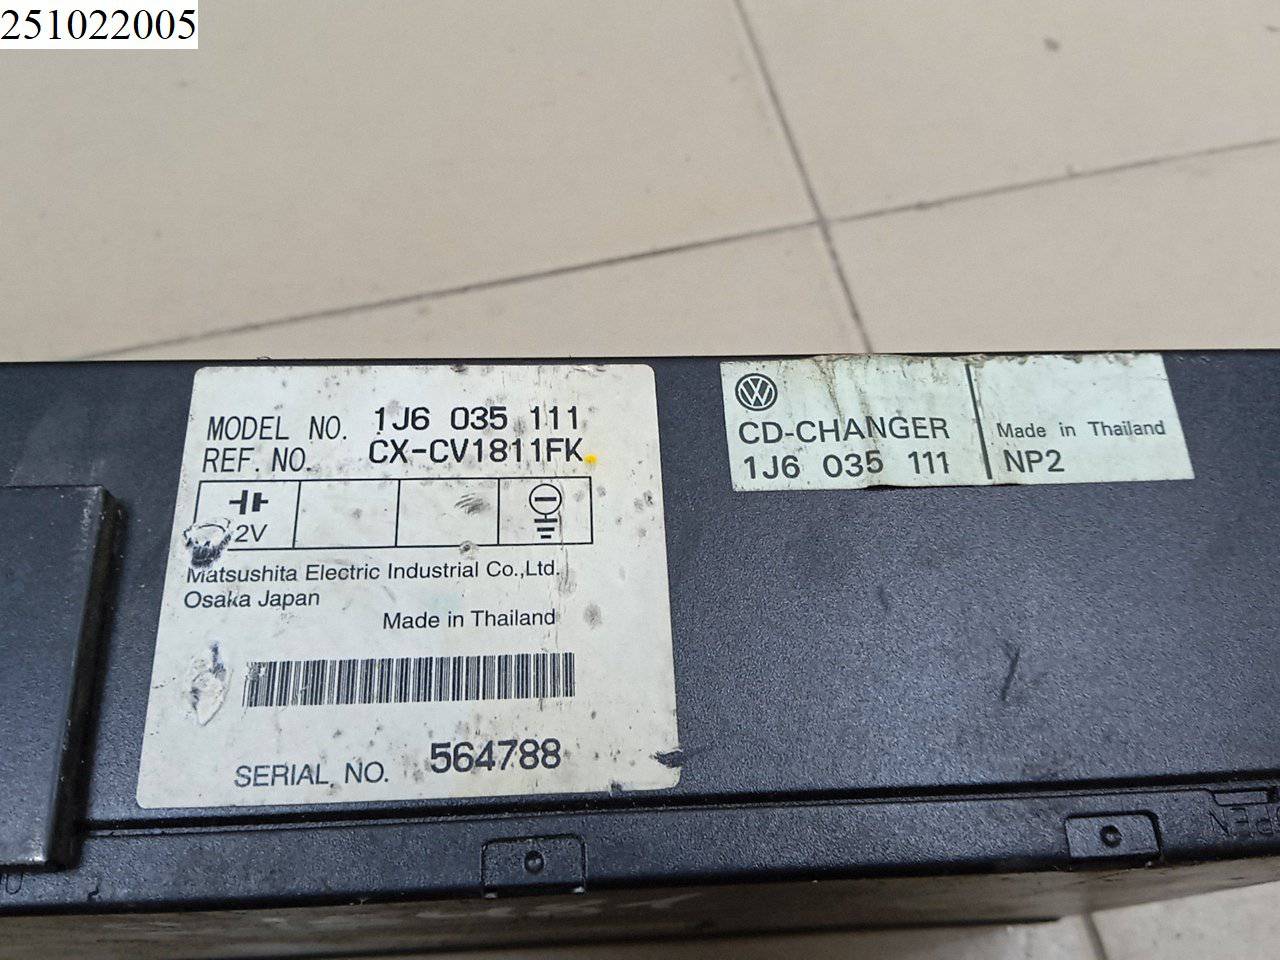 251022005
MODEL NO. 1J6 035 111
REF. NO. CX-CV1811FK
2V
Matsushita Electric Industrial Co.,Ltd.
Osaka Japan
Made in Thailand
SERIAL NO. 564788
CD-CHANGER
1J6 035 111
Made in Thailand
NP2